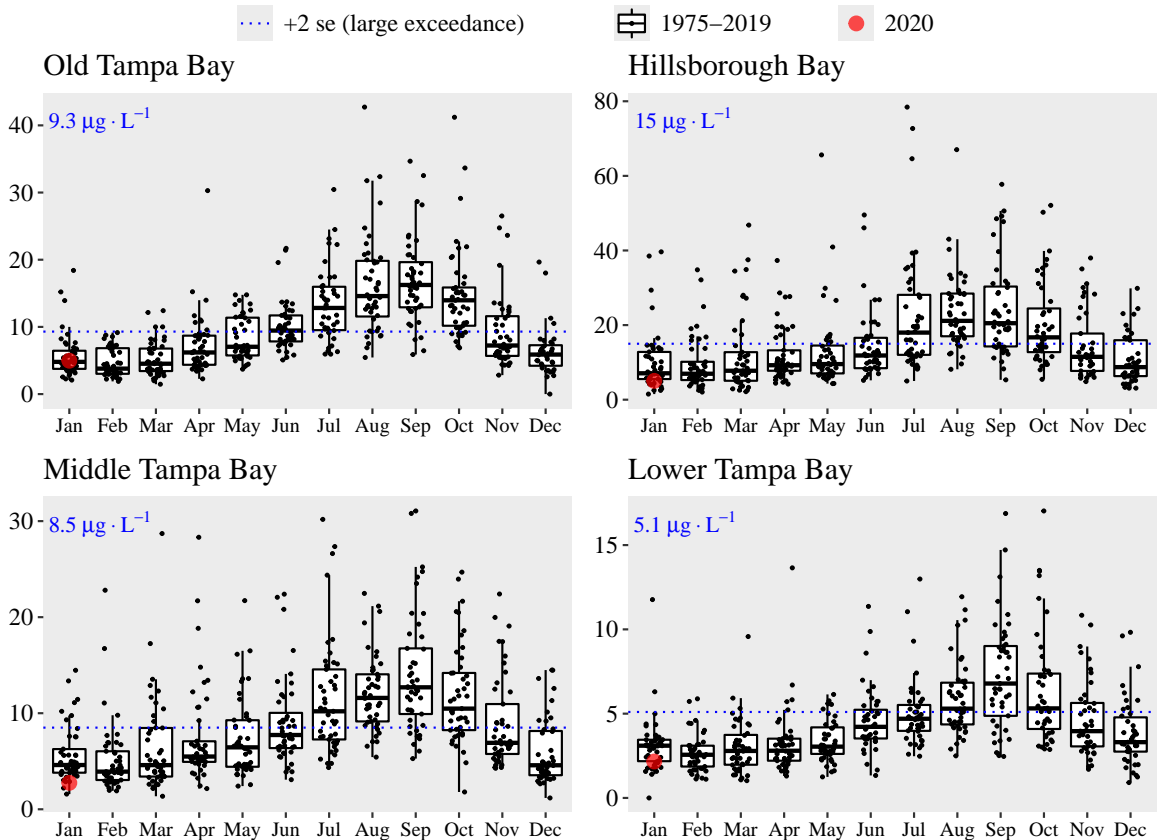 +2 se (large exceedance) 1975−2019 2020
Old Tampa Bay
9.3 μg · L⁻¹
40
30
20
10
0
Jan Feb Mar Apr May Jun Jul Aug Sep Oct Nov Dec
Hillsborough Bay
15 μg · L⁻¹
80
60
40
20
0
Jan Feb Mar Apr May Jun Jul Aug Sep Oct Nov Dec
Middle Tampa Bay
8.5 μg · L⁻¹
30
20
10
0
Jan Feb Mar Apr May Jun Jul Aug Sep Oct Nov Dec
Lower Tampa Bay
5.1 μg · L⁻¹
15
10
5
0
Jan Feb Mar Apr May Jun Jul Aug Sep Oct Nov Dec